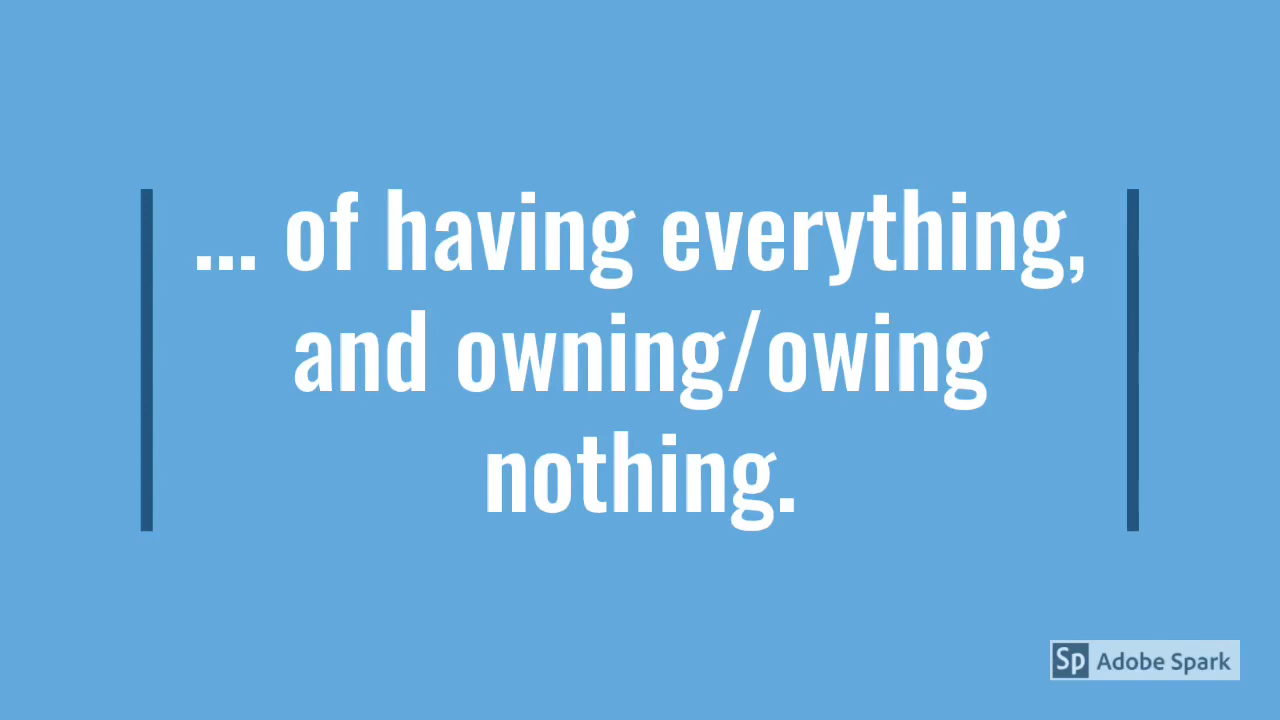 ... of having everything,
and owning/owing
nothing.
Sp Adobe Spark